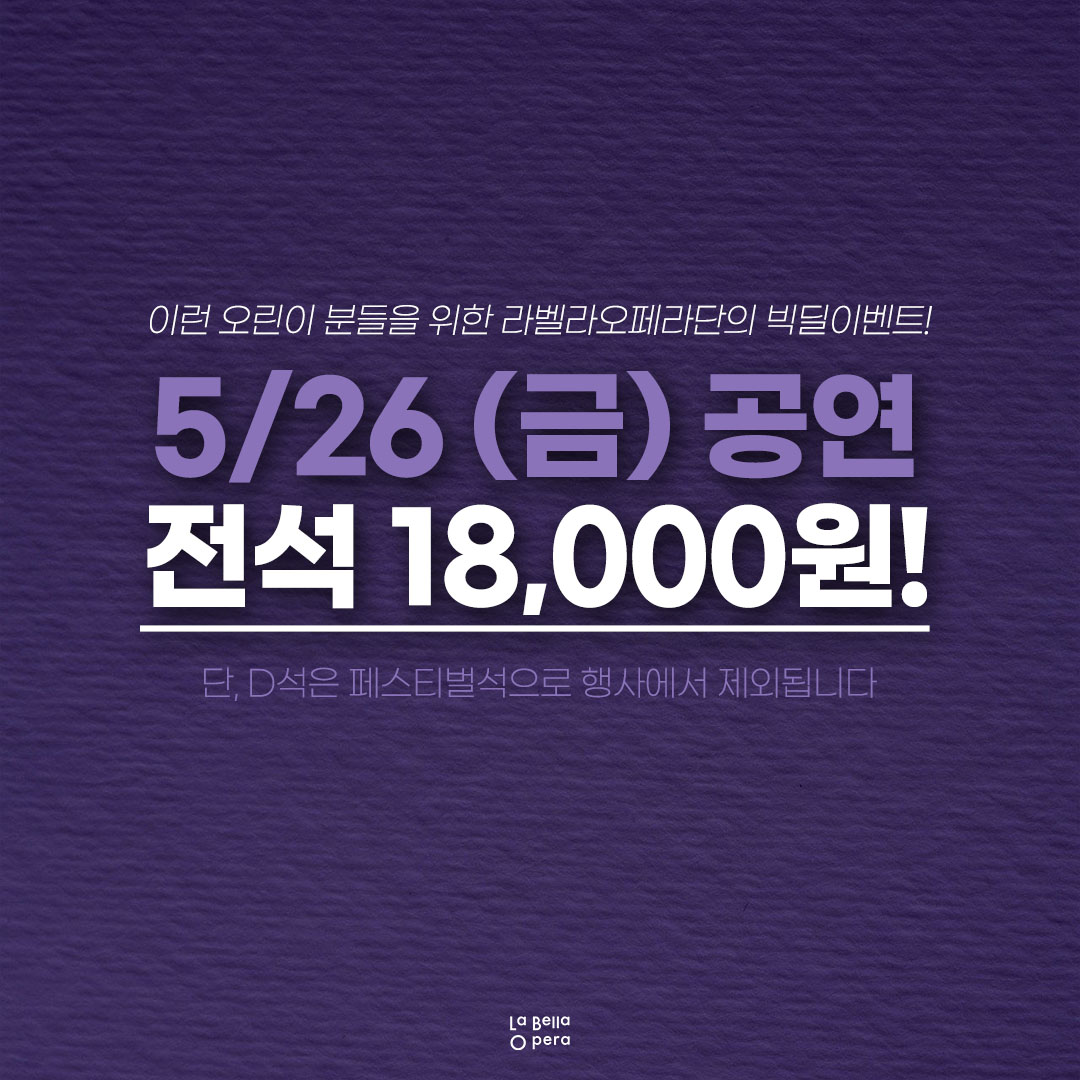 이런 오린이 분들을 위한 라벨라오페라단의 빅딜이벤트!
5/26 (금) 공연
전석 18,000원!
단, D석은 페스티벌석으로 행사에서 제외됩니다
La Bella
Opera